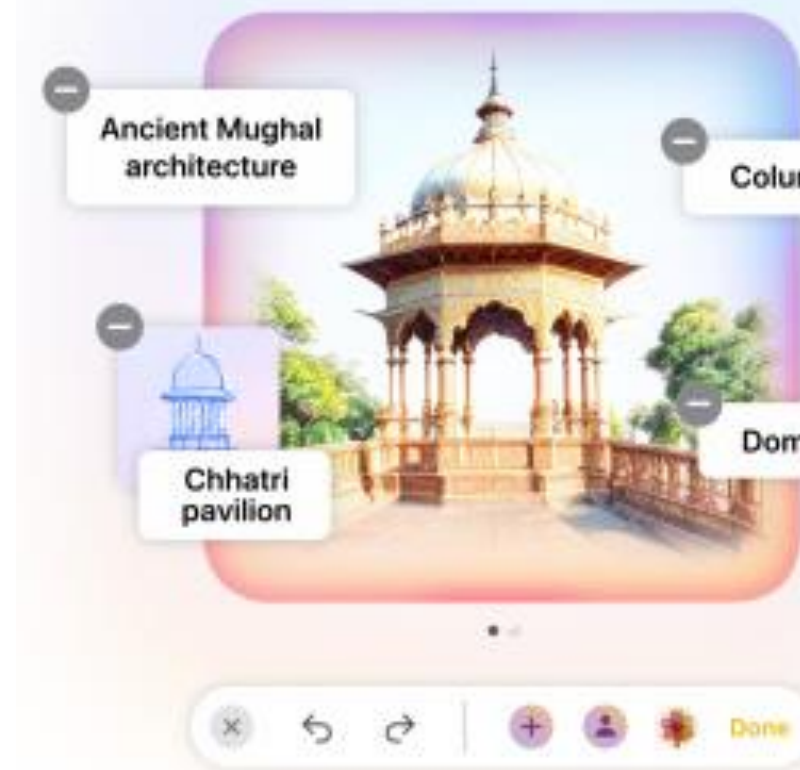 Ancient Mughal
architecture
Chhatri
pavilion
Done